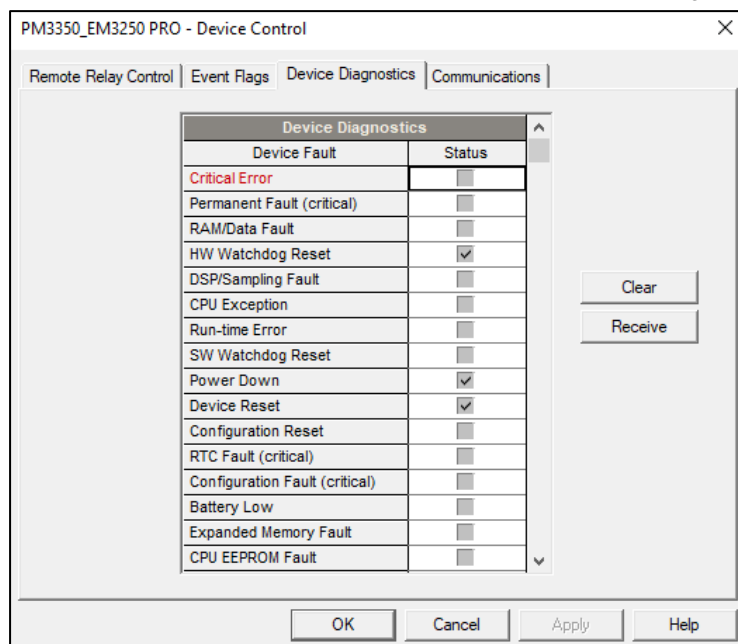 PM3350_EM3250 PRO - Device Control
Remote Relay Control Event Flags Device Diagnostics Communications
Device Diagnostics
Device Fault Status
Critical Error
Permanent Fault (critical)
RAM/Data Fault
HW Watchdog Reset
DSP/Sampling Fault
CPU Exception
Run-time Error
SW Watchdog Reset
Power Down
Device Reset
Configuration Reset
RTC Fault (critical)
Configuration Fault (critical)
Battery Low
Expanded Memory Fault
CPU EEPROM Fault
Clear
Receive
OK Cancel Apply Help